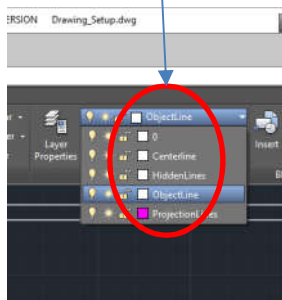 ERSION Drawing_Setup.dwg
ObjectLine
Layer
Properties
Insert
0
Centerline
HiddenLines
ObjectLine
ProjectionLines